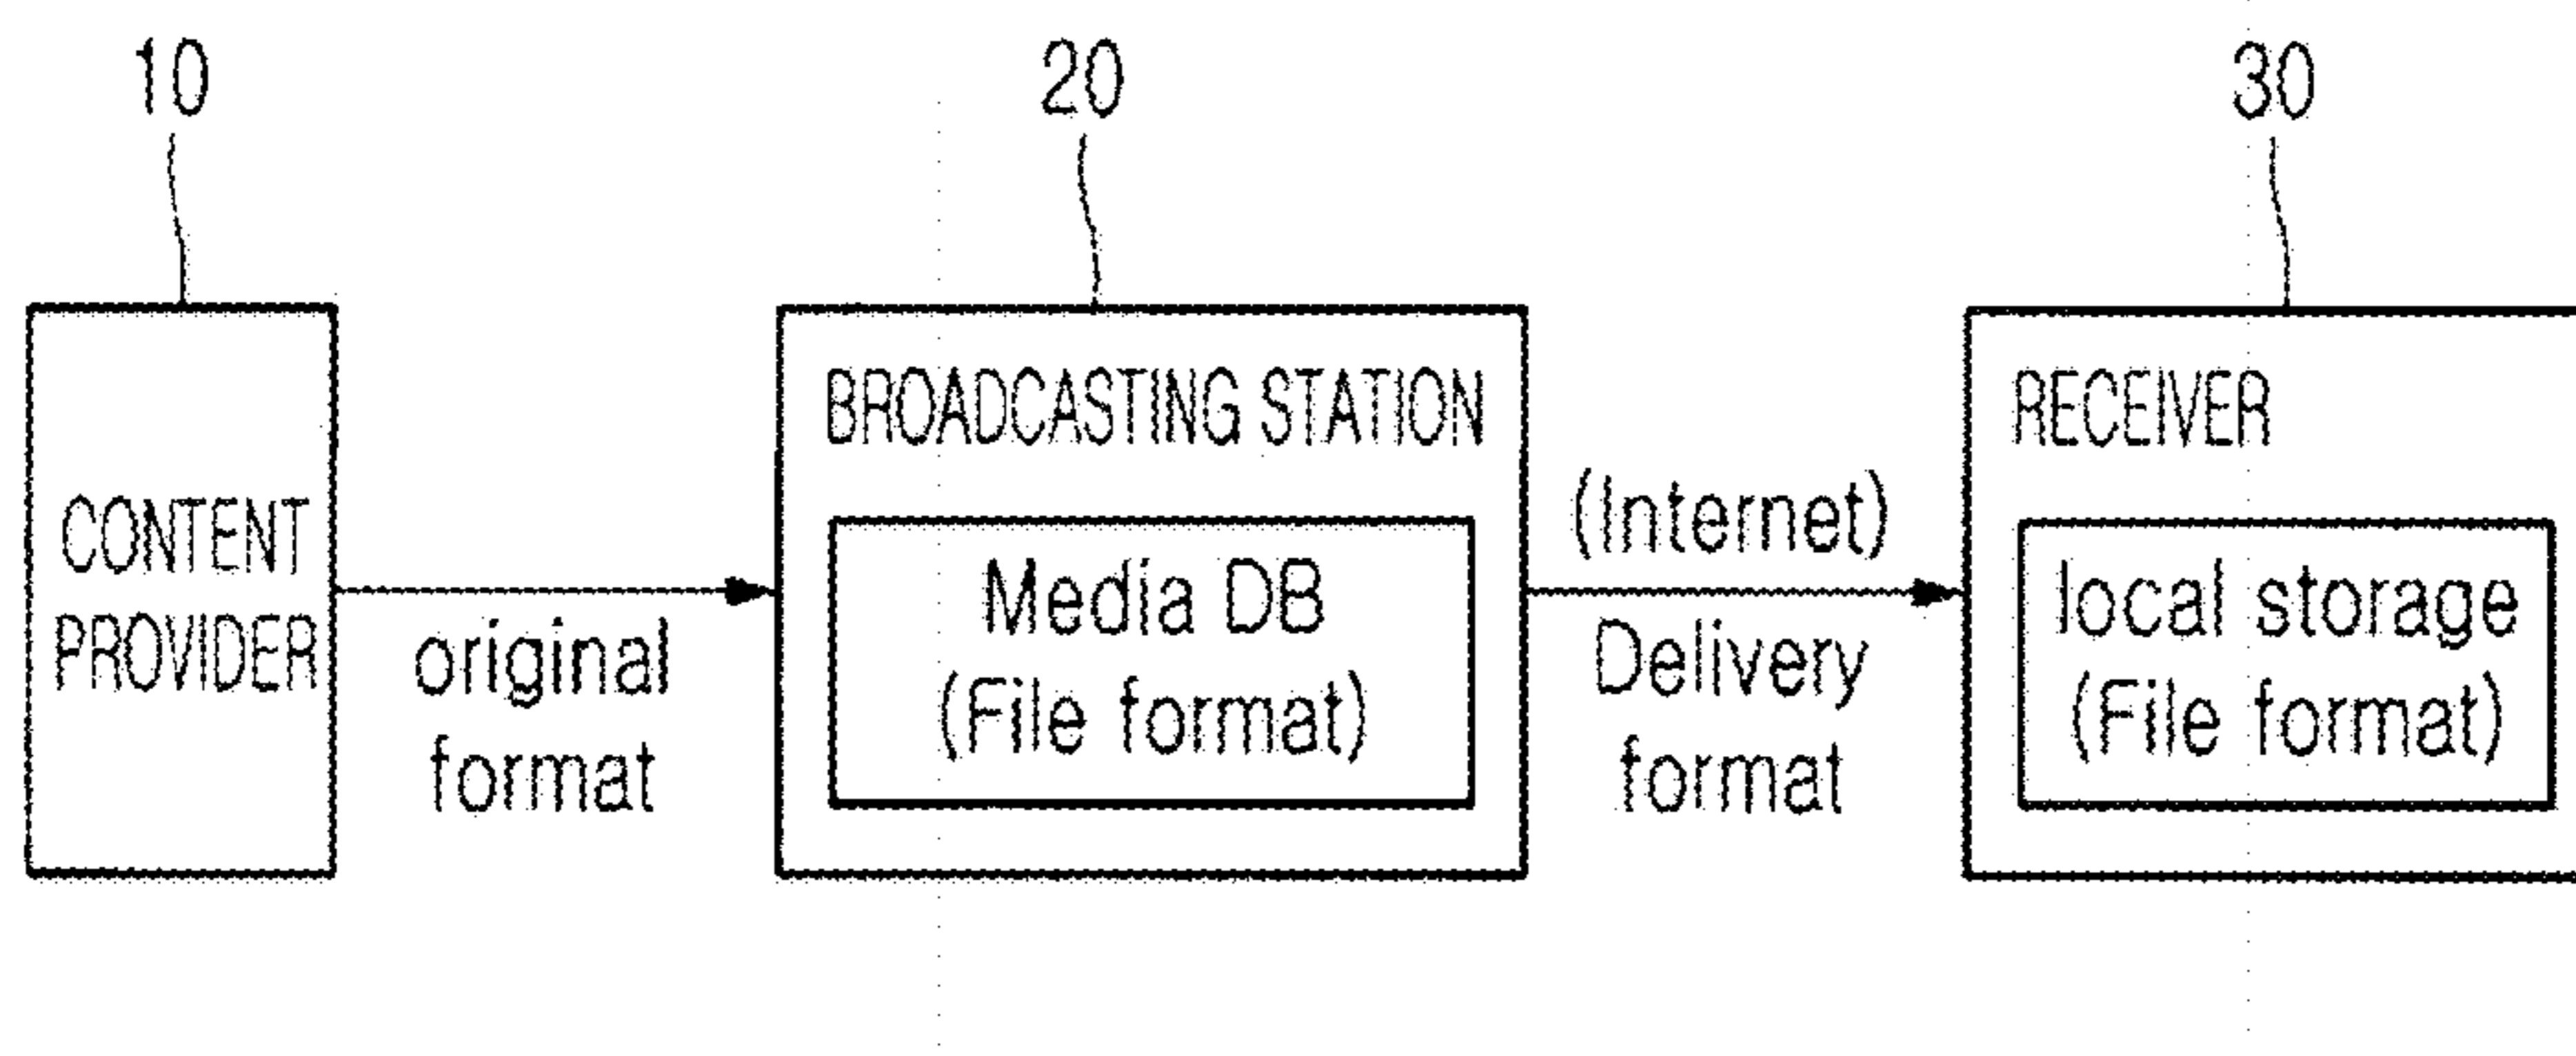 10
20
30
CONTENT
PROVIDER
original
format
BROADCASTING STATION
Media DB
(File format)
(Internet)
Delivery
format
RECEIVER
local storage
(File format)